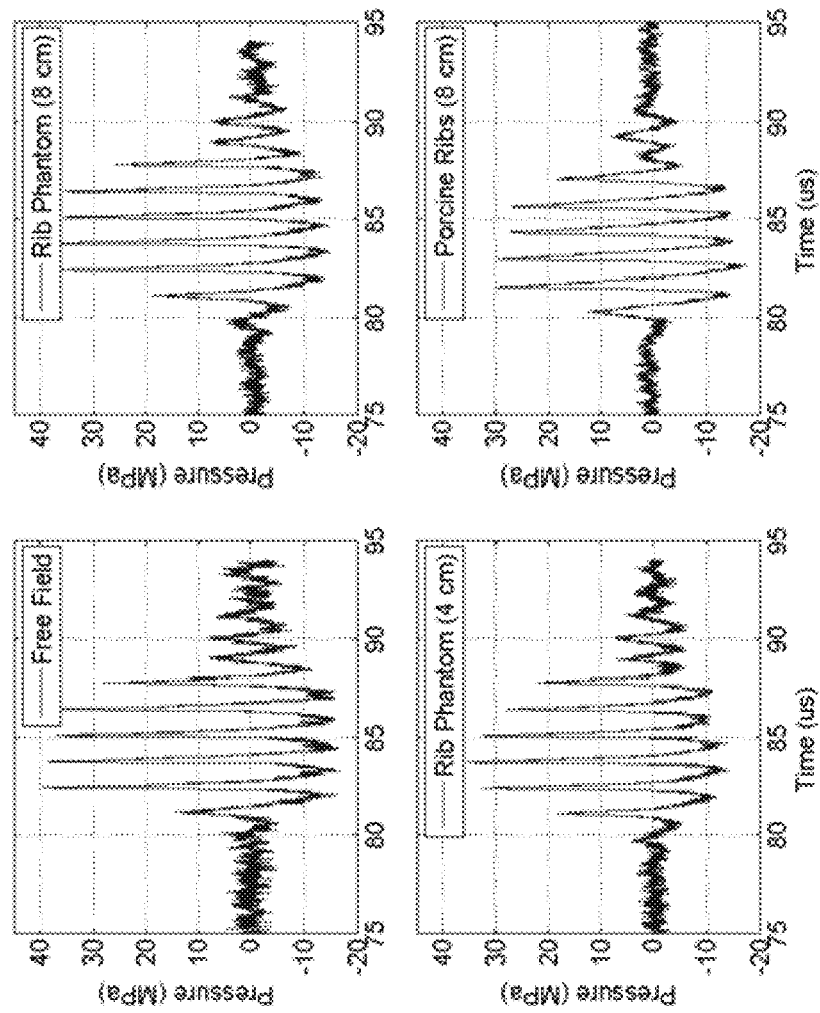 Free Field
Pressure (MPa)
40
30
20
10
0
-10
-20
75 80 85 90 95
Rib Phantom (8 cm)
Pressure (MPa)
40
30
20
10
0
-10
-20
75 80 85 90 95
Rib Phantom (4 cm)
Pressure (MPa)
40
30
20
10
0
-10
-20
75 80 85 90 95
Time (us)
Porcine Ribs (8 cm)
Pressure (MPa)
40
30
20
10
0
-10
-20
75 80 85 90 95
Time (us)